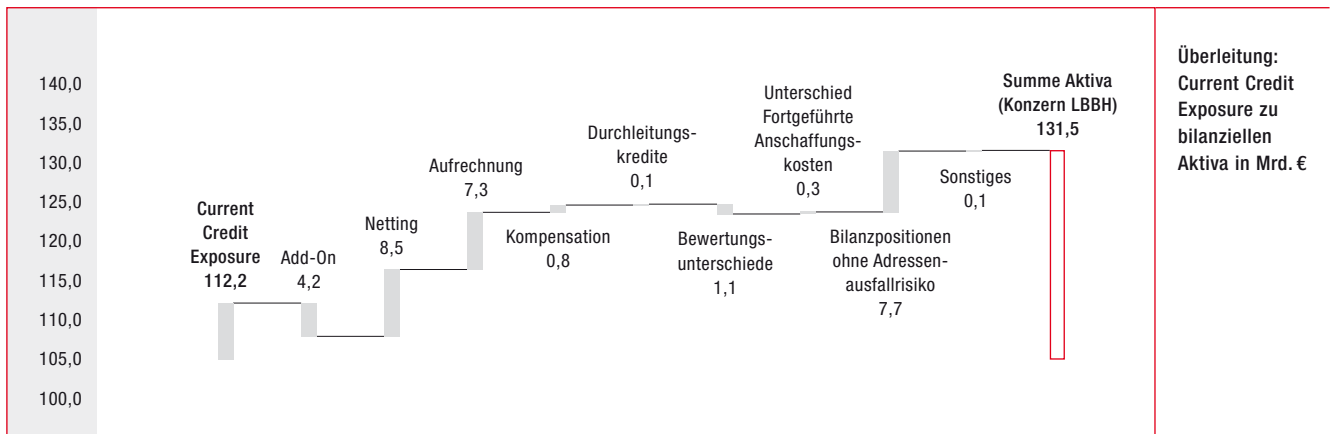 140,0
135,0
130,0
125,0
120,0
115,0
110,0
105,0
100,0
Current
Credit
Exposure
112,2
Add-On
4,2
Netting
8,5
Aufrechnung
7,3
Kompensation
0,8
Durchleitungs-
kredite
0,1
Bewertungs-
unterschiede
1,1
Unterschied
Fortgeführte
Anschaffungs-
kosten
0,3
Bilanzpositionen
ohne Adressen-
ausfallrisiko
7,7
Sonstiges
0,1
Summe Aktiva
(Konzern LBBH)
131,5
Überleitung:
Current Credit
Exposure zu
bilanziellen
Aktiva in Mrd. €